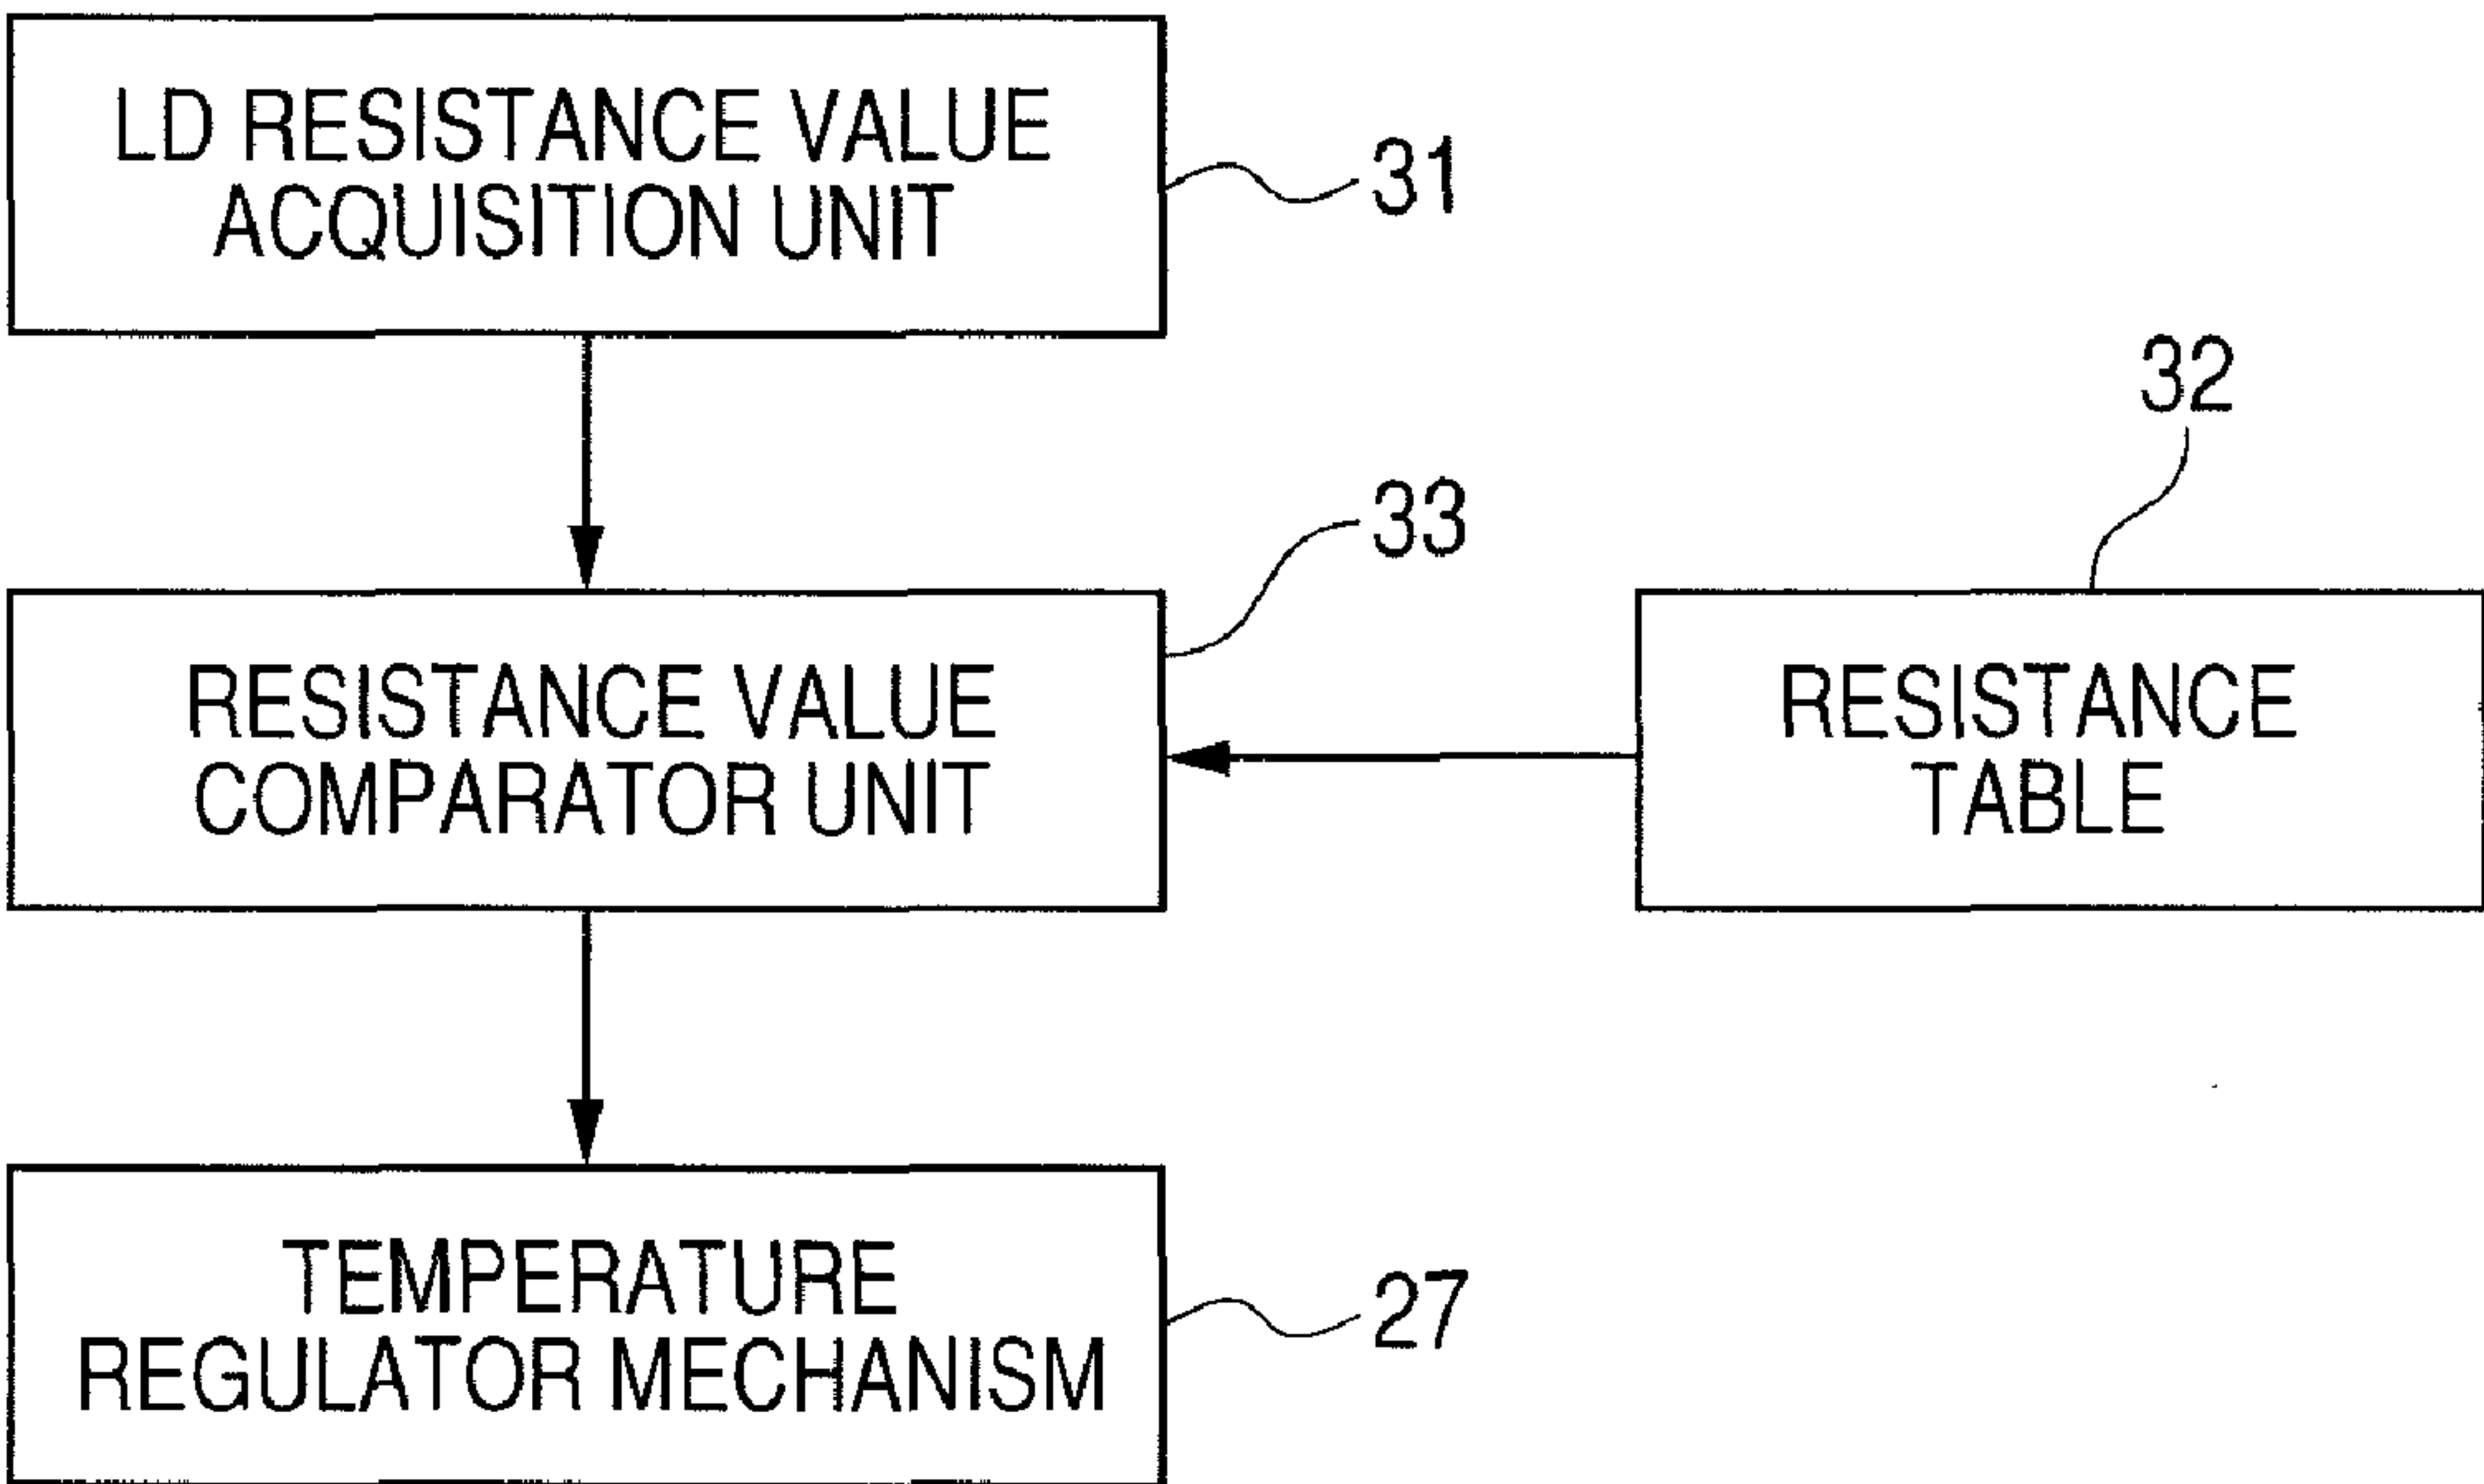 LD RESISTANCE VALUE
ACQUISITION UNIT
31
32
33
RESISTANCE VALUE
COMPARATOR UNIT
RESISTANCE
TABLE
TEMPERATURE
REGULATOR MECHANISM
27